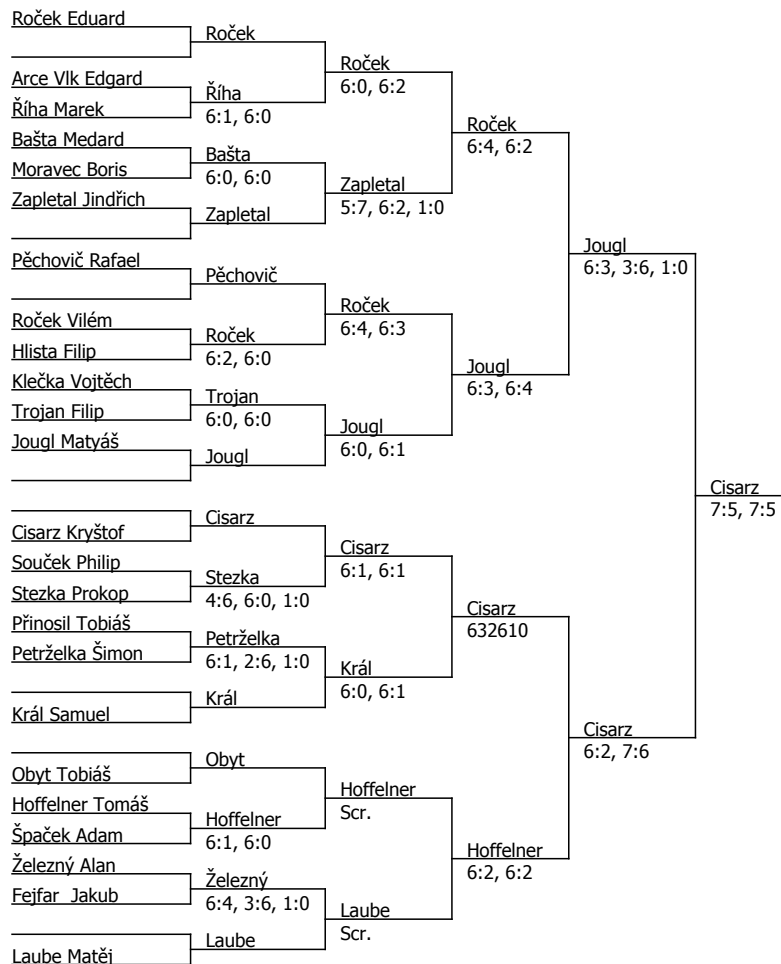 Roček Eduard
Roček
Roček
6:0, 6:2
Arce Vlk Edgard
Říha
6:1, 6:0
Říha Marek
Roček
6:4, 6:2
Bašta Medard
Bašta
6:0, 6:0
Moravec Boris
Zapletal
5:7, 6:2, 1:0
Zapletal Jindřich
Zapletal
Jougl
6:3, 3:6, 1:0
Pěchovič Rafael
Pěchovič
Roček
6:4, 6:3
Roček Vilém
Roček
6:2, 6:0
Hlista Filip
Jougl
6:3, 6:4
Klečka Vojtěch
Trojan
6:0, 6:0
Trojan Filip
Jougl
6:0, 6:1
Jougl Matyáš
Jougl
Cisarz
7:5, 7:5
Cisarz
Cisarz Kryštof
Cisarz
6:1, 6:1
Souček Philip
Stezka
4:6, 6:0, 1:0
Stezka Prokop
Cisarz
632610
Přinosil Tobiáš
Petrželka
6:1, 2:6, 1:0
Petrželka Šimon
Král
6:0, 6:1
Král
Král Samuel
Cisarz
6:2, 7:6
Obyt
Obyt Tobiáš
Hoffelner
Scr.
Hoffelner Tomáš
Hoffelner
6:1, 6:0
Špaček Adam
Hoffelner
6:2, 6:2
Železný Alan
Železný
6:4, 3:6, 1:0
Fejfar Jakub
Laube
Scr.
Laube
Laube Matěj